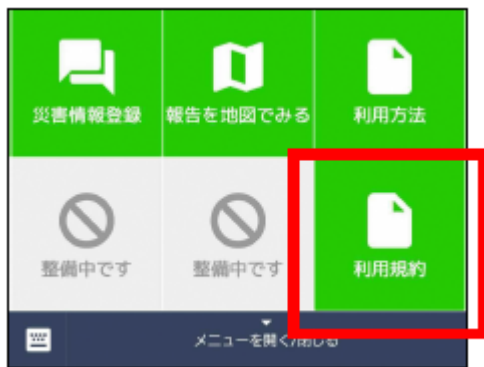 災害情報登録
報告を地図でみる
利用方法
整備中です
整備中です
利用規約
メニューを開く/閉じる